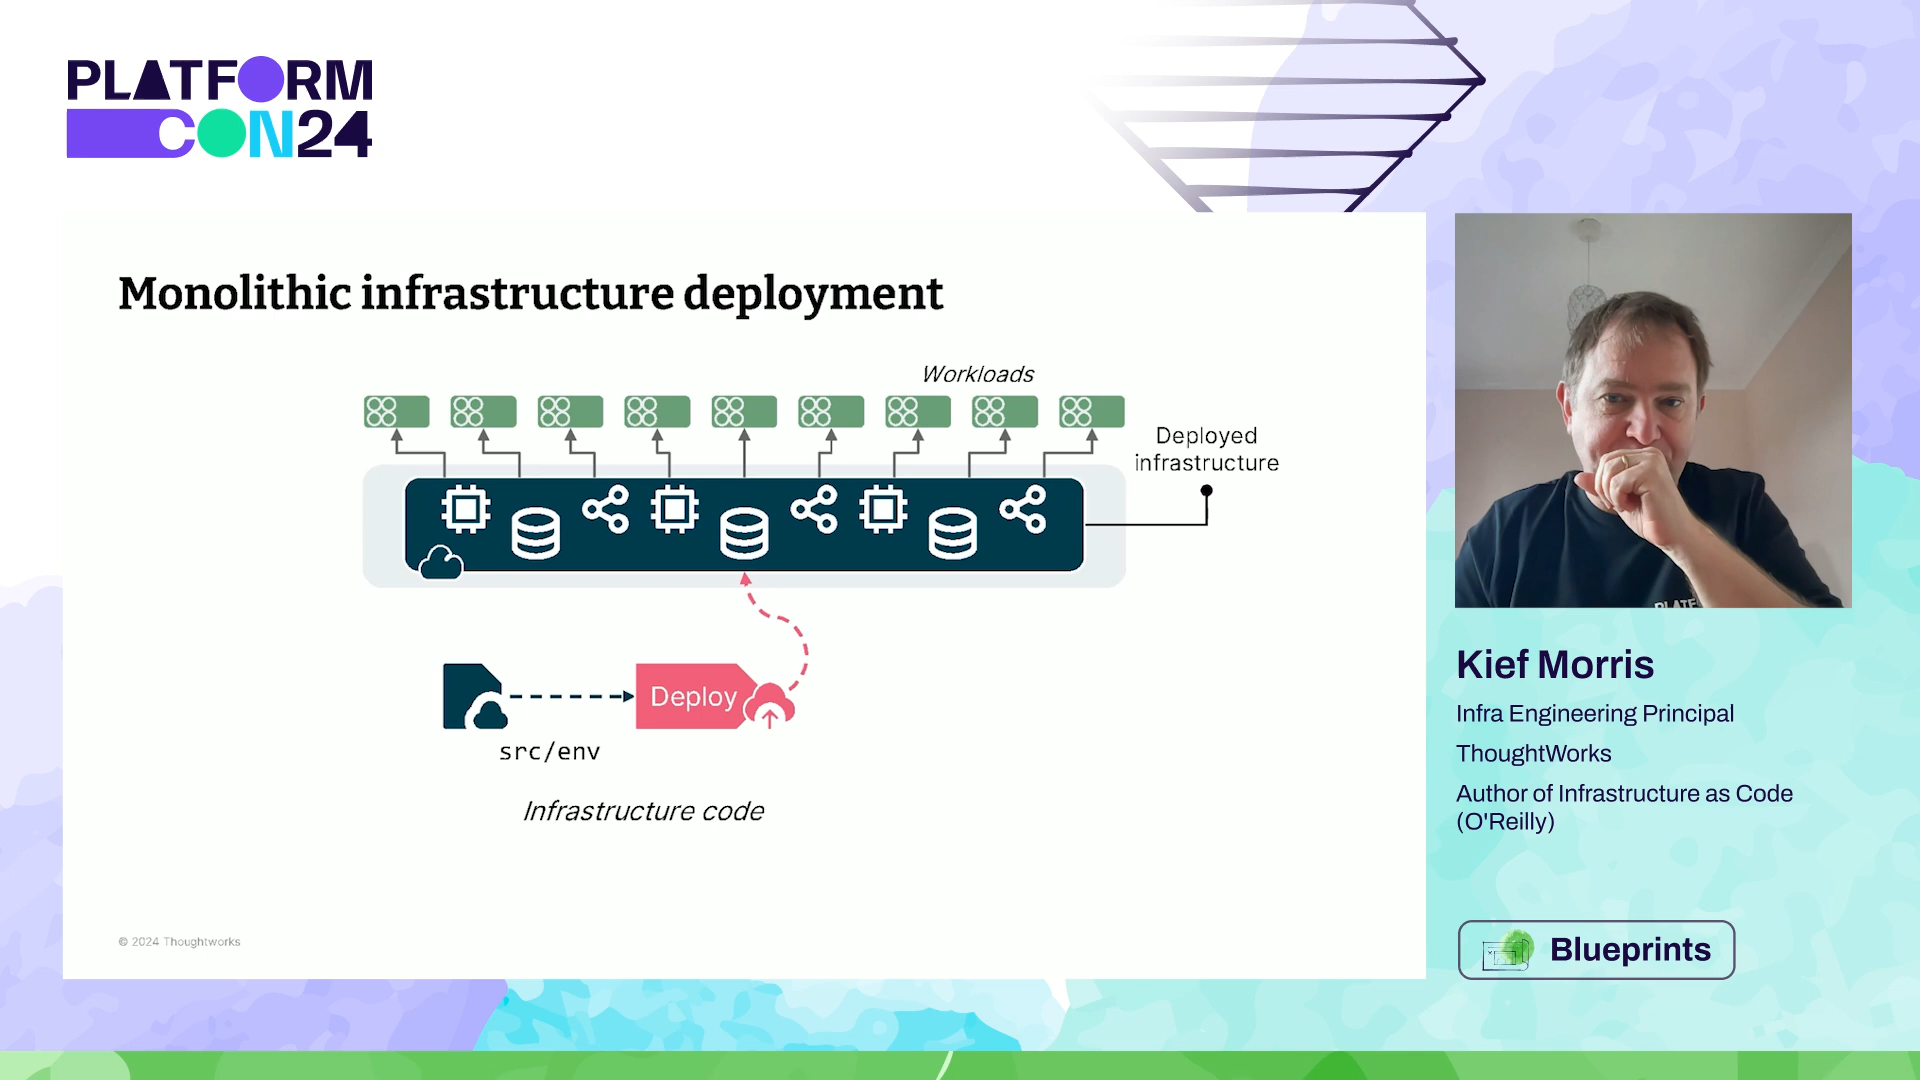 PLATFORM
CON24
Monolithic infrastructure deployment
Workloads
Deployed
infrastructure
Deploy
src/env
Infrastructure code
© 2024 Thoughtworks
PLATF
Kief Morris
Infra Engineering Principal
ThoughtWorks
Author of Infrastructure as Code
(O'Reilly)
Blueprints